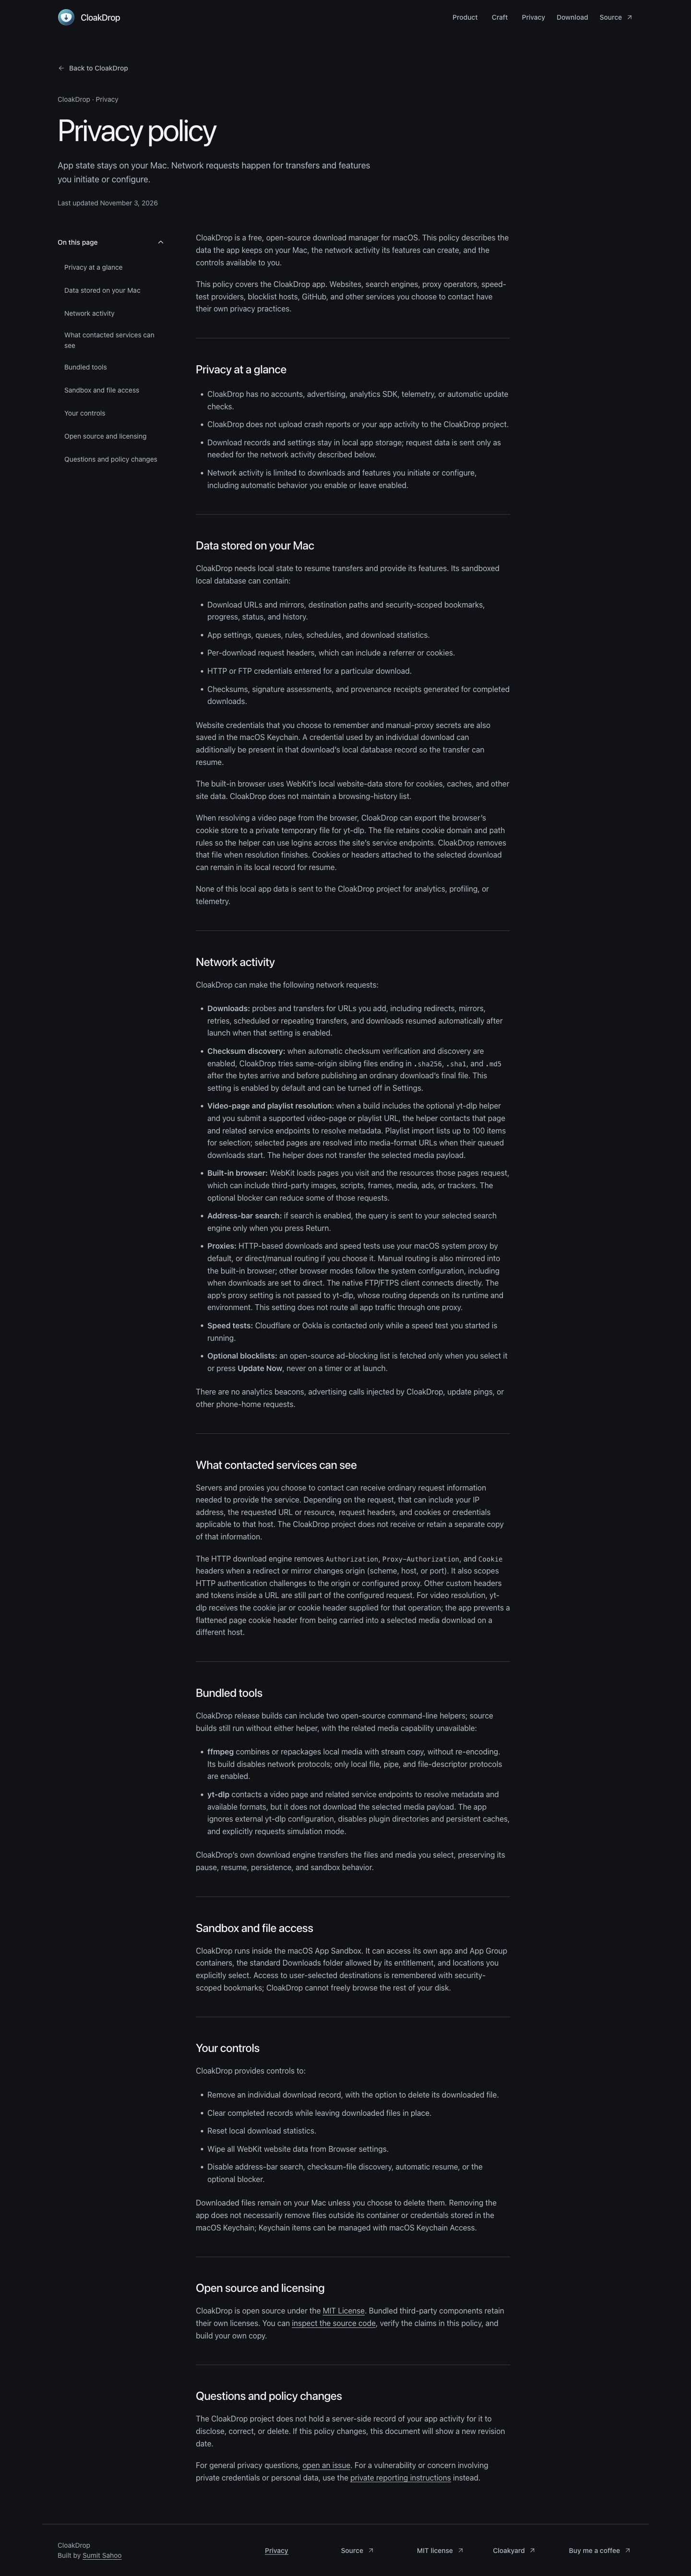 CloakDrop
Product Craft Privacy Download Source
Back to CloakDrop
CloakDrop · Privacy
Privacy policy
App state stays on your Mac. Network requests happen for transfers and features
you initiate or configure.
Last updated November 3, 2026
On this page
Privacy at a glance
Data stored on your Mac
Network activity
What contacted services can
see
Bundled tools
Sandbox and file access
Your controls
Open source and licensing
Questions and policy changes
CloakDrop is a free, open-source download manager for macOS. This policy describes the
data the app keeps on your Mac, the network activity its features can create, and the
controls available to you.
This policy covers the CloakDrop app. Websites, search engines, proxy operators, speed-
test providers, blocklist hosts, GitHub, and other services you choose to contact have
their own privacy practices.
Privacy at a glance
• CloakDrop has no accounts, advertising, analytics SDK, telemetry, or automatic update
checks.
• CloakDrop does not upload crash reports or your app activity to the CloakDrop project.
• Download records and settings stay in local app storage; request data is sent only as
needed for the network activity described below.
• Network activity is limited to downloads and features you initiate or configure,
including automatic behavior you enable or leave enabled.
Data stored on your Mac
CloakDrop needs local state to resume transfers and provide its features. Its sandboxed
local database can contain:
• Download URLs and mirrors, destination paths and security-scoped bookmarks,
progress, status, and history.
• App settings, queues, rules, schedules, and download statistics.
• Per-download request headers, which can include a referrer or cookies.
• HTTP or FTP credentials entered for a particular download.
• Checksums, signature assessments, and provenance receipts generated for completed
downloads.
Website credentials that you choose to remember and manual-proxy secrets are also
saved in the macOS Keychain. A credential used by an individual download can
additionally be present in that download's local database record so the transfer can
resume.
The built-in browser uses WebKit's local website-data store for cookies, caches, and other
site data. CloakDrop does not maintain a browsing-history list.
When resolving a video page from the browser, CloakDrop can export the browser's
cookie store to a private temporary file for yt-dlp. The file retains cookie domain and path
rules so the helper can use logins across the site's service endpoints. CloakDrop removes
that file when resolution finishes. Cookies or headers attached to the selected download
can remain in its local record for resume.
None of this local app data is sent to the CloakDrop project for analytics, profiling, or
telemetry.
Network activity
CloakDrop can make the following network requests:
• Downloads: probes and transfers for URLs you add, including redirects, mirrors,
retries, scheduled or repeating transfers, and downloads resumed automatically after
launch when that setting is enabled.
• Checksum discovery: when automatic checksum verification and discovery are
enabled, CloakDrop tries same-origin sibling files ending in .sha256, .sha1, and .md5
after the bytes arrive and before publishing an ordinary download's final file. This
setting is enabled by default and can be turned off in Settings.
• Video-page and playlist resolution: when a build includes the optional yt-dlp helper
and you submit a supported video-page or playlist URL, the helper contacts that page
and related service endpoints to resolve metadata. Playlist import lists up to 100 items
for selection; selected pages are resolved into media-format URLs when their queued
downloads start. The helper does not transfer the selected media payload.
• Built-in browser: WebKit loads pages you visit and the resources those pages request,
which can include third-party images, scripts, frames, media, ads, or trackers. The
optional blocker can reduce some of those requests.
• Address-bar search: if search is enabled, the query is sent to your selected search
engine only when you press Return.
• Proxies: HTTP-based downloads and speed tests use your macOS system proxy by
default, or direct/manual routing if you choose it. Manual routing is also mirrored into
the built-in browser; other browser modes follow the system configuration, including
when downloads are set to direct. The native FTP/FTPS client connects directly. The
app's proxy setting is not passed to yt-dlp, whose routing depends on its runtime and
environment. This setting does not route all app traffic through one proxy.
• Speed tests: Cloudflare or Ookla is contacted only while a speed test you started is
running.
• Optional blocklists: an open-source ad-blocking list is fetched only when you select it
or press Update Now, never on a timer or at launch.
There are no analytics beacons, advertising calls injected by CloakDrop, update pings, or
other phone-home requests.
What contacted services can see
Servers and proxies you choose to contact can receive ordinary request information
needed to provide the service. Depending on the request, that can include your IP
address, the requested URL or resource, request headers, and cookies or credentials
applicable to that host. The CloakDrop project does not receive or retain a separate copy
of that information.
The HTTP download engine removes Authorization, Proxy-Authorization, and Cookie
headers when a redirect or mirror changes origin (scheme, host, or port). It also scopes
HTTP authentication challenges to the origin or configured proxy. Other custom headers
and tokens inside a URL are still part of the configured request. For video resolution, yt-
dlp receives the cookie jar or cookie header supplied for that operation; the app prevents a
flattened page cookie header from being carried into a selected media download on a
different host.
Bundled tools
CloakDrop release builds can include two open-source command-line helpers; source
builds still run without either helper, with the related media capability unavailable:
• ffmpeg combines or repackages local media with stream copy, without re-encoding.
Its build disables network protocols; only local file, pipe, and file-descriptor protocols
are enabled.
• yt-dlp contacts a video page and related service endpoints to resolve metadata and
available formats, but it does not download the selected media payload. The app
ignores external yt-dlp configuration, disables plugin directories and persistent caches,
and explicitly requests simulation mode.
CloakDrop's own download engine transfers the files and media you select, preserving its
pause, resume, persistence, and sandbox behavior.
Sandbox and file access
CloakDrop runs inside the macOS App Sandbox. It can access its own app and App Group
containers, the standard Downloads folder allowed by its entitlement, and locations you
explicitly select. Access to user-selected destinations is remembered with security-
scoped bookmarks; CloakDrop cannot freely browse the rest of your disk.
Your controls
CloakDrop provides controls to:
• Remove an individual download record, with the option to delete its downloaded file.
• Clear completed records while leaving downloaded files in place.
• Reset local download statistics.
• Wipe all WebKit website data from Browser settings.
• Disable address-bar search, checksum-file discovery, automatic resume, or the
optional blocker.
Downloaded files remain on your Mac unless you choose to delete them. Removing the
app does not necessarily remove files outside its container or credentials stored in the
macOS Keychain; Keychain items can be managed with macOS Keychain Access.
Open source and licensing
CloakDrop is open source under the MIT License. Bundled third-party components retain
their own licenses. You can inspect the source code, verify the claims in this policy, and
build your own copy.
Questions and policy changes
The CloakDrop project does not hold a server-side record of your app activity for it to
disclose, correct, or delete. If this policy changes, this document will show a new revision
date.
For general privacy questions, open an issue. For a vulnerability or concern involving
private credentials or personal data, use the private reporting instructions instead.
CloakDrop
Built by Sumit Sahoo
Privacy Source MIT license Cloakyard Buy me a coffee